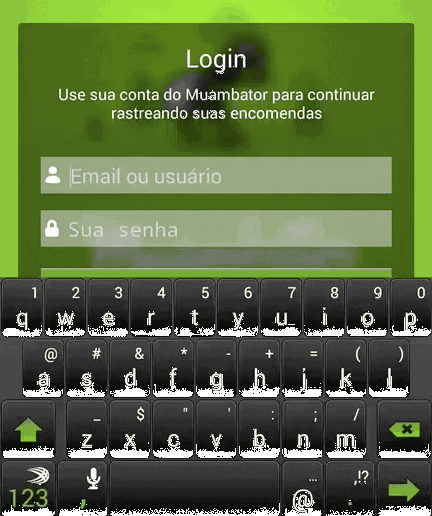 Login
Use sua conta do Muambator para continuar
rastreando suas encomendas
Email ou usuário
Sua senha
1 2 3 4 5 6 7 8 9 0
q w e r t y u i o p
@ # & * - + = ( )
a s d f g h j k l
_ $ " ' : ; /
z x c v b n m
... ,!?
123 , @ .